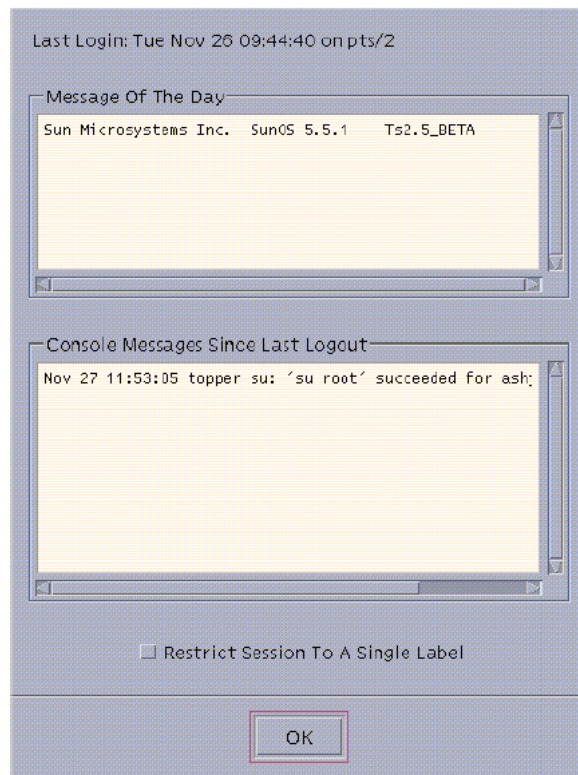 Last Login: Tue Nov 26 09:44:40 on pts/2
Message Of The Day
Sun Microsystems Inc.   SunOS 5.5.1     Ts2.5_BETA
Console Messages Since Last Logout
Nov 27 11:53:05 topper su: ´su root´ succeeded for
Restrict Session To A Single Label
OK